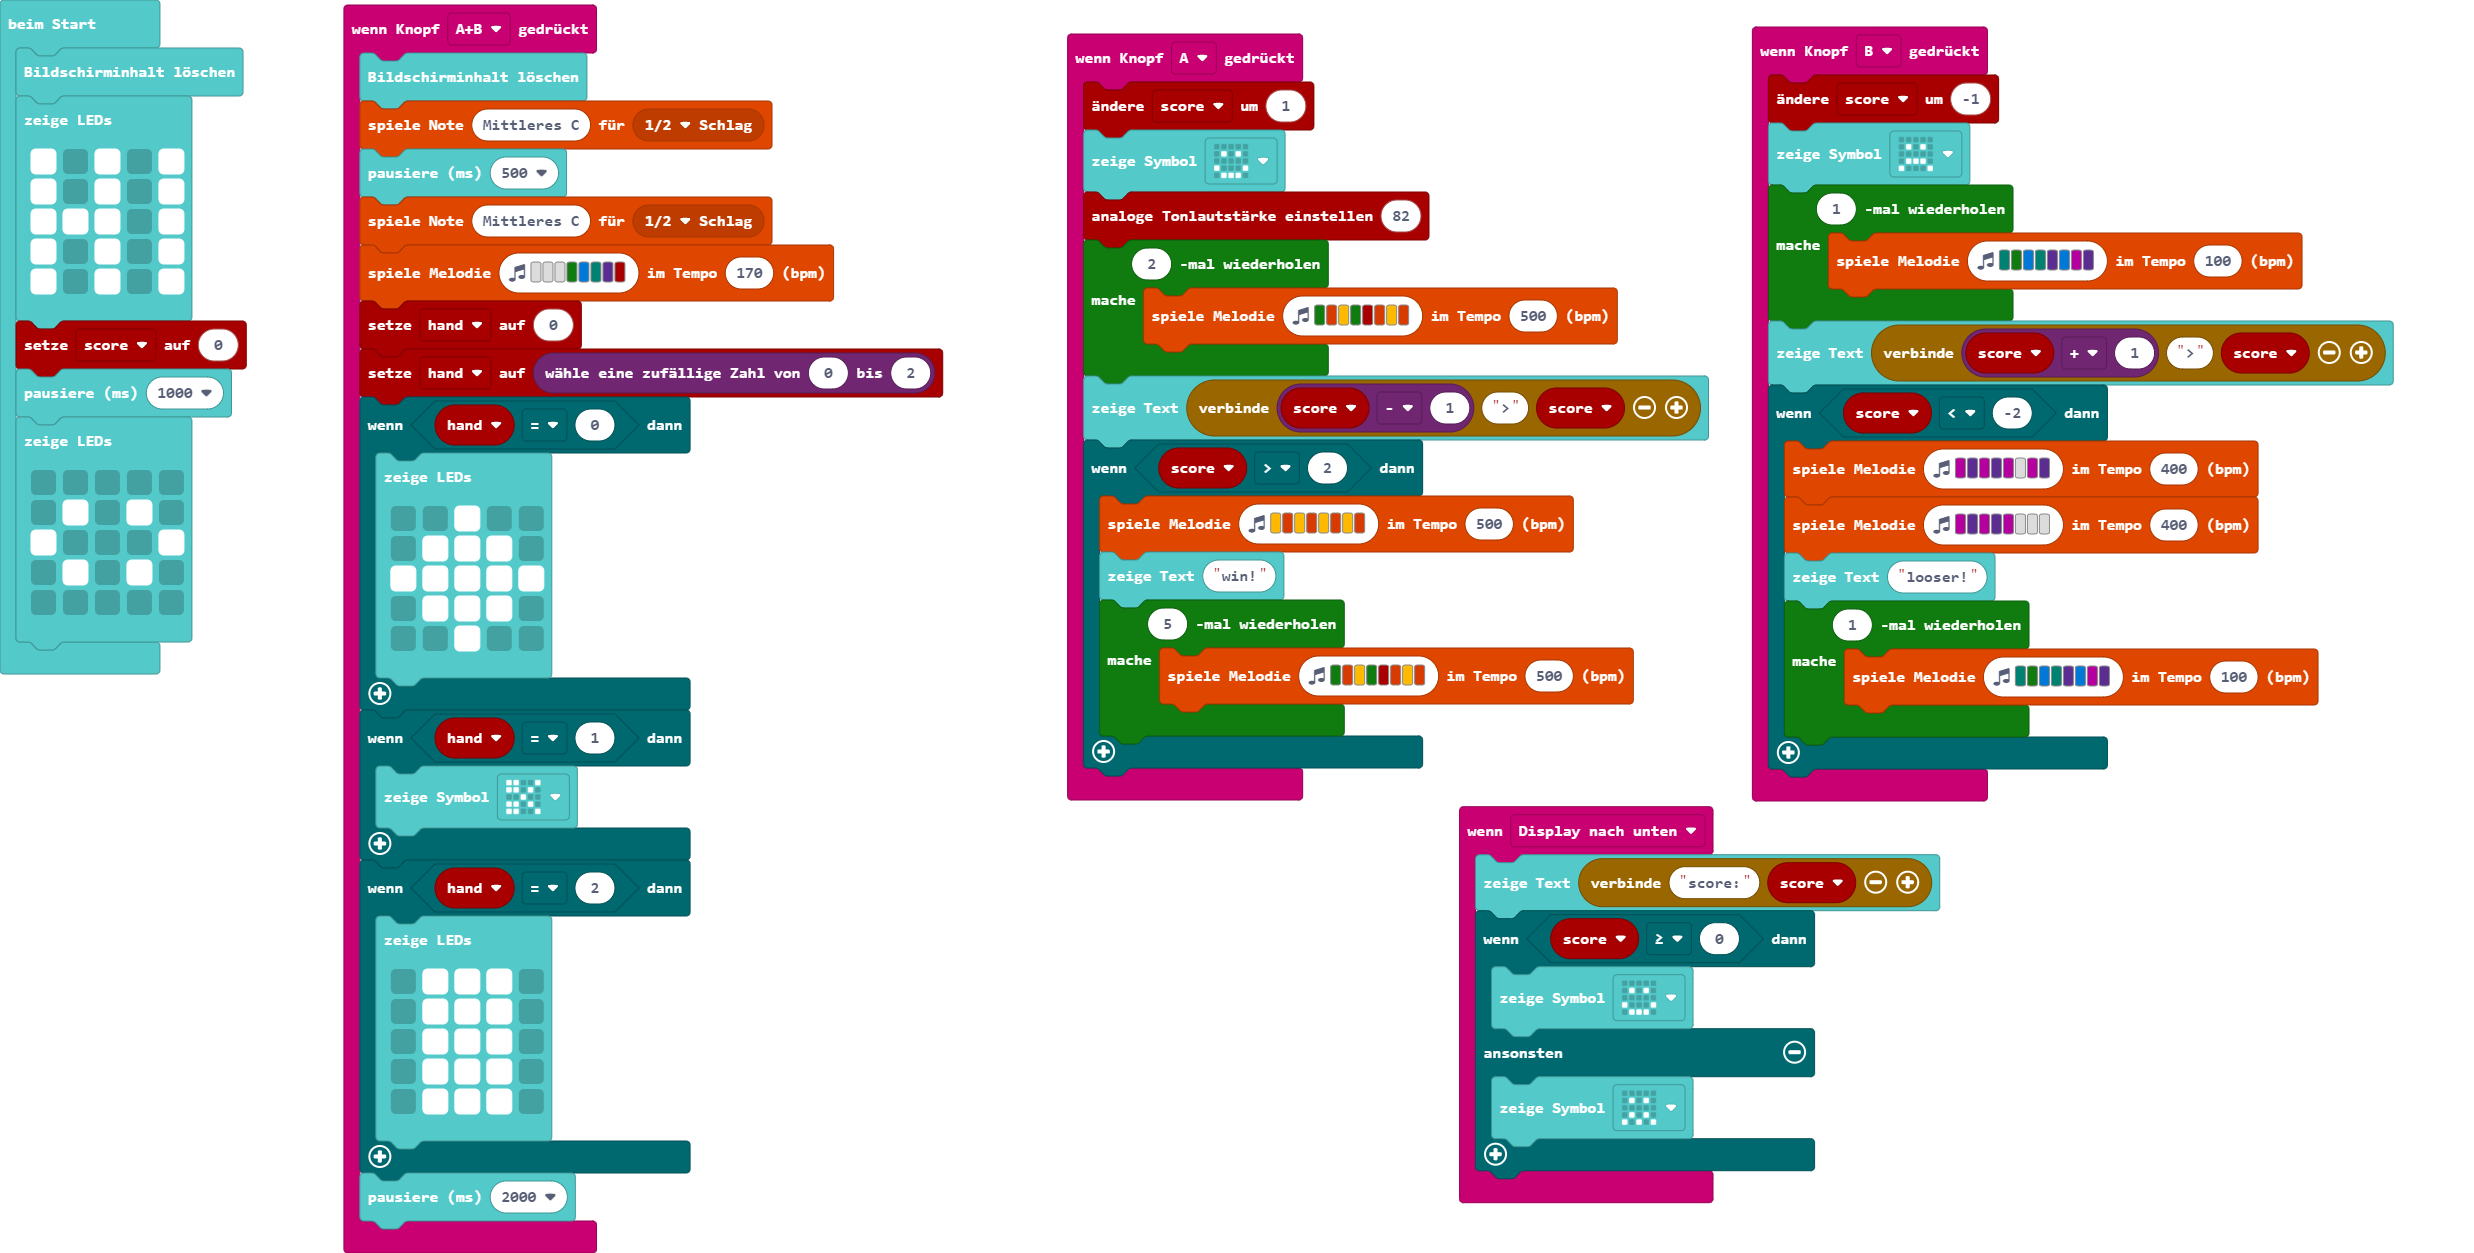 beim Start
Bildschirminhalt löschen
zeige LEDs
setze score auf 0
pausiere (ms) 1000
zeige LEDs
wenn Knopf A+B gedrückt
Bildschirminhalt löschen
spiele Note Mittleres C für 1/2 Schlag
pausiere (ms) 500
spiele Note Mittleres C für 1/2 Schlag
spiele Melodie im Tempo 170 (bpm)
setze hand auf 0
setze hand auf wähle eine zufällige Zahl von 0 bis 2
wenn hand = 0 dann
zeige LEDs
wenn hand = 1 dann
zeige Symbol
wenn hand = 2 dann
zeige LEDs
pausiere (ms) 2000
wenn Knopf A gedrückt
ändere score um 1
zeige Symbol
analoge Tonlautstärke einstellen 82
2 -mal wiederholen
mache spiele Melodie im Tempo 500 (bpm)
zeige Text verbinde score - 1 ">" score
wenn score > 2 dann
spiele Melodie im Tempo 500 (bpm)
zeige Text "win!"
5 -mal wiederholen
mache spiele Melodie im Tempo 500 (bpm)
wenn Knopf B gedrückt
ändere score um -1
zeige Symbol
1 -mal wiederholen
mache spiele Melodie im Tempo 100 (bpm)
zeige Text verbinde score + 1 ">" score
wenn score < -2 dann
spiele Melodie im Tempo 400 (bpm)
spiele Melodie im Tempo 400 (bpm)
zeige Text "looser!"
1 -mal wiederholen
mache spiele Melodie im Tempo 100 (bpm)
wenn Display nach unten
zeige Text verbinde "score:" score
wenn score ≥ 0 dann
zeige Symbol
ansonsten
zeige Symbol